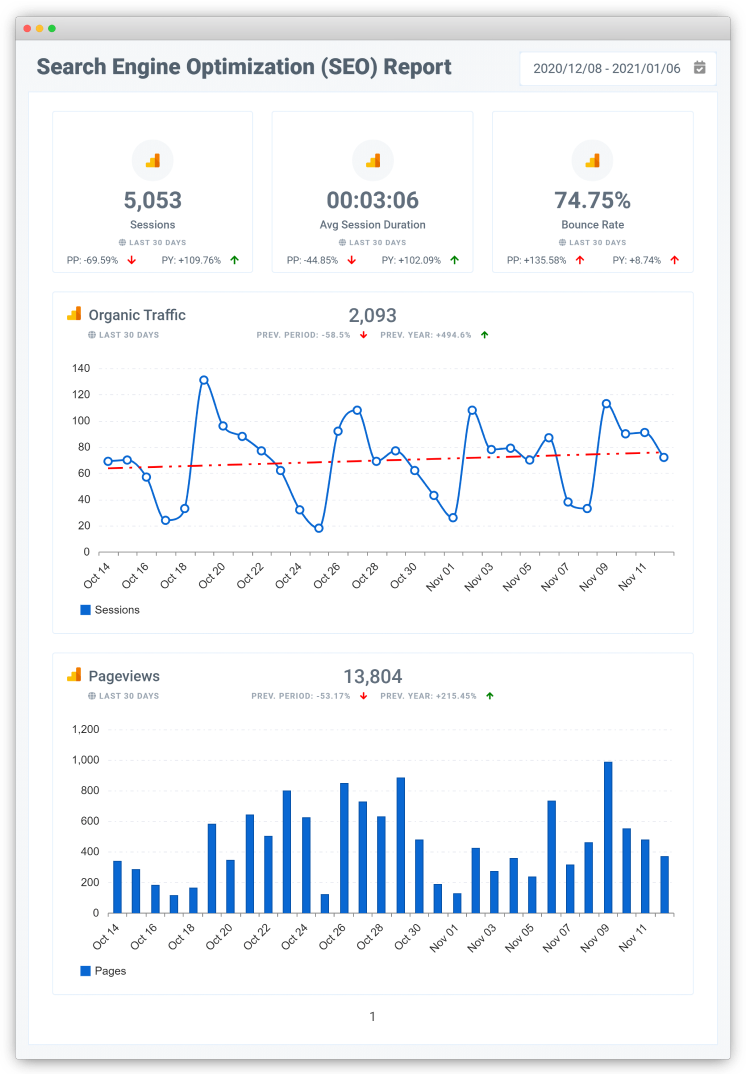 Search Engine Optimization (SEO) Report
2020/12/08 - 2021/01/06
5,053
Sessions
LAST 30 DAYS
PP: -69.59% PY: +109.76%
00:03:06
Avg Session Duration
LAST 30 DAYS
PP: -44.85% PY: +102.09%
74.75%
Bounce Rate
LAST 30 DAYS
PP: +135.58% PY: +8.74%
Organic Traffic
LAST 30 DAYS
2,093
PREV. PERIOD: -58.5% PREV. YEAR: +494.6%
140
120
100
80
60
40
20
0
Oct 14 Oct 16 Oct 18 Oct 20 Oct 22 Oct 24 Oct 26 Oct 28 Oct 30 Nov 01 Nov 03 Nov 05 Nov 07 Nov 09 Nov 11
Sessions
Pageviews
LAST 30 DAYS
13,804
PREV. PERIOD: -53.17% PREV. YEAR: +215.45%
1,200
1,000
800
600
400
200
0
Oct 14 Oct 16 Oct 18 Oct 20 Oct 22 Oct 24 Oct 26 Oct 28 Oct 30 Nov 01 Nov 03 Nov 05 Nov 07 Nov 09 Nov 11
Pages
1